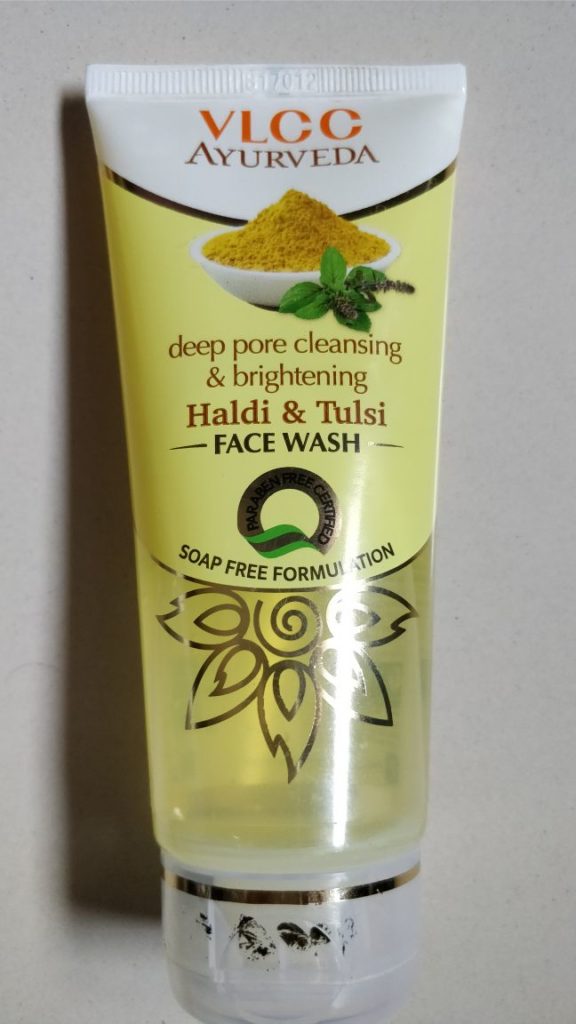 VLCC
AYURVEDA
deep pore cleansing
& brightening
Haldi & Tulsi
FACE WASH
PARABEN FREE CERTIFIED
SOAP FREE FORMULATION